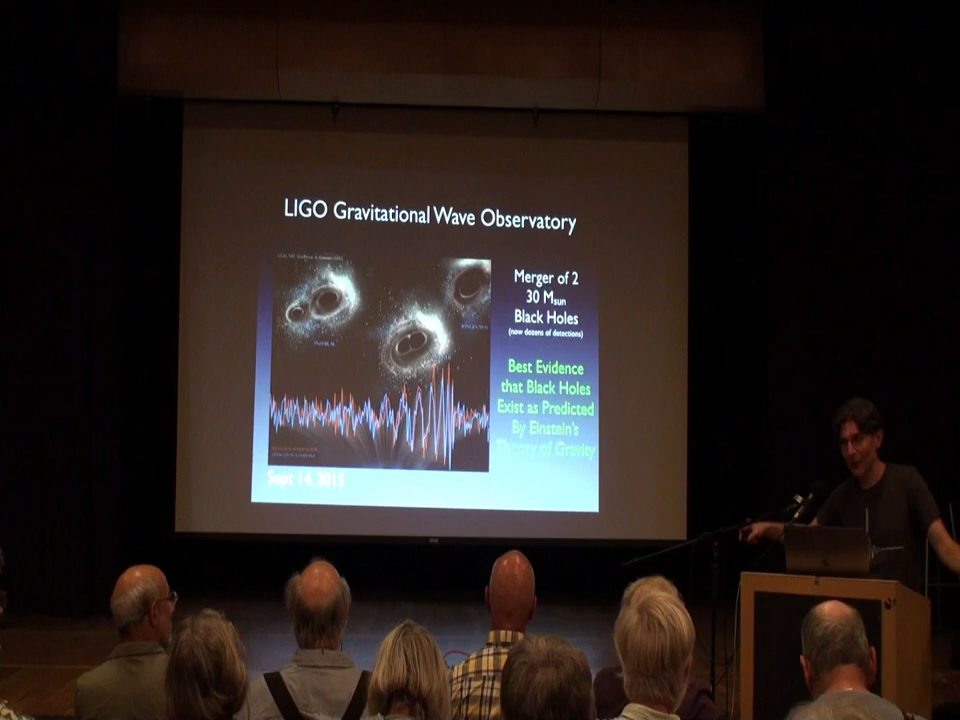 LIGO Gravitational Wave Observatory
Merger of 2
30 Msun
Black Holes
(now dozens of detections)
Best Evidence
that Black Holes
Exist as Predicted
By Einstein's
Theory of Gravity
Sept 14, 2015